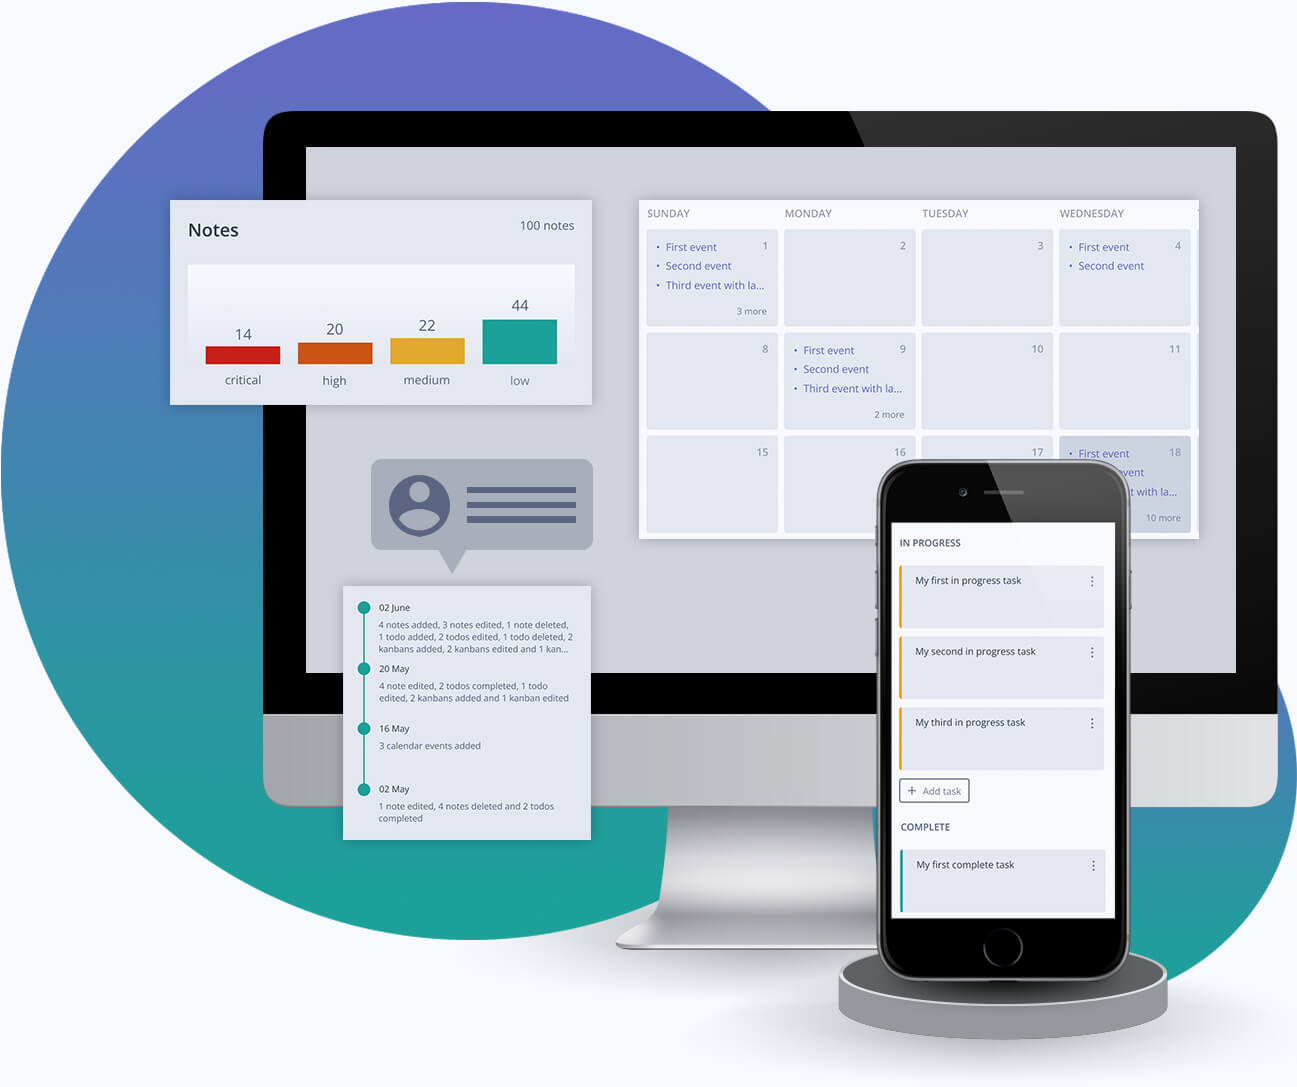 Notes
100 notes
14
20
22
44
critical
high
medium
low
SUNDAY
MONDAY
TUESDAY
WEDNESDAY
• First event 1
• Second event
• Third event with la...
3 more
2
3
• First event 4
• Second event
8
• First event 9
• Second event
• Third event with la...
2 more
10
11
15
16
17
• First event 18
vent
t with la...
10 more
02 June
4 notes added, 3 notes edited, 1 note deleted,
1 todo added, 2 todos edited, 1 todo deleted, 2
kanbans added, 2 kanbans edited and 1 kan...
20 May
4 note edited, 2 todos completed, 1 todo
edited, 2 kanbans added and 1 kanban edited
16 May
3 calendar events added
02 May
1 note edited, 4 notes deleted and 2 todos
completed
IN PROGRESS
My first in progress task
My second in progress task
My third in progress task
+ Add task
COMPLETE
My first complete task